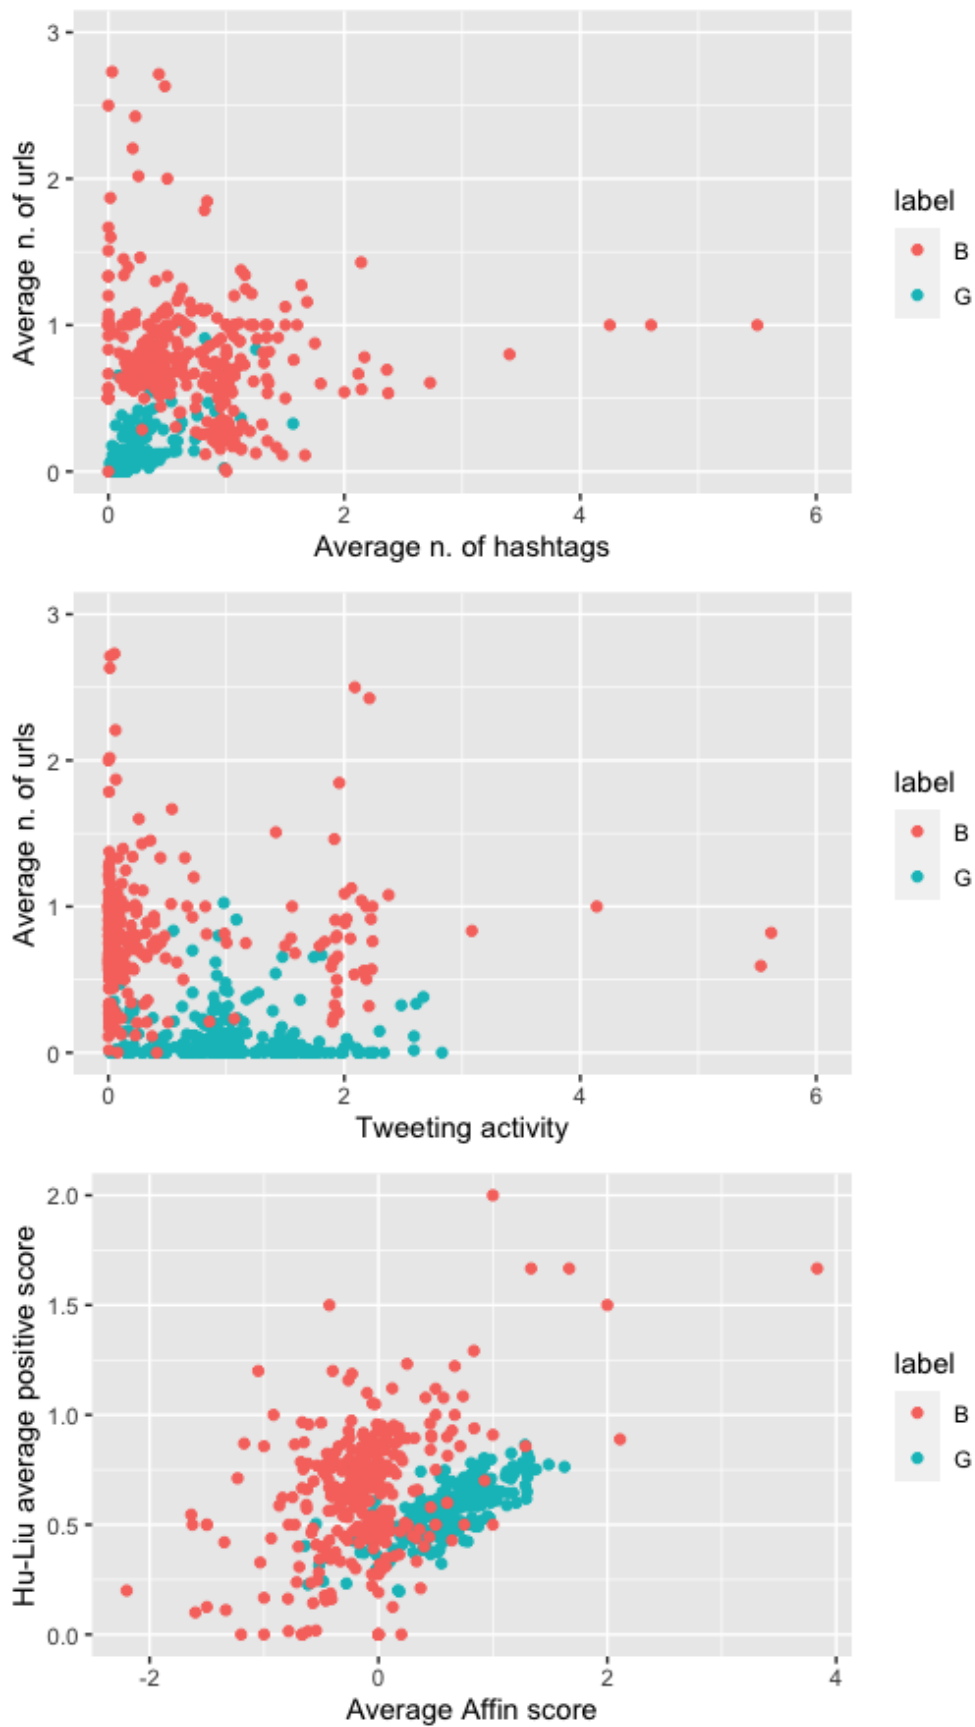 3
2
1
0
Average n. of urls
0 2 4 6
Average n. of hashtags
label
B
G
3
2
1
0
Average n. of urls
0 2 4 6
Tweeting activity
label
B
G
2.0
1.5
1.0
0.5
0.0
Hu-Liu average positive score
-2 0 2 4
Average Affin score
label
B
G